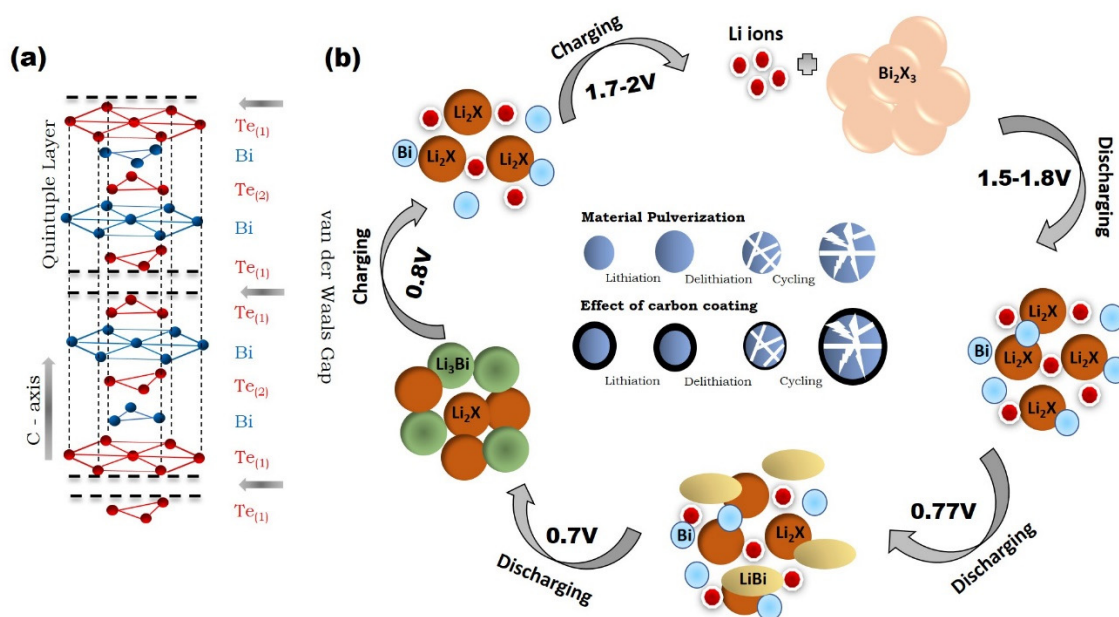 (a)
Quintuple Layer
Te(1)
Bi
Te(2)
Bi
Te(1)
van der Waals Gap
Te(1)
Bi
Te(2)
Bi
Te(1)
C - axis
Te(1)
(b)
Charging
1.7-2V
Li ions
Bi2X3
Discharging
1.5-1.8V
Li2X
Bi
Li2X
Li2X
Charging
0.8V
Material Pulverization
Lithiation
Delithiation
Cycling
Effect of carbon coating
Lithiation
Delithiation
Cycling
Li2X
Bi
Li2X
Li2X
Li2X
Li3Bi
Li2X
0.77V
Discharging
0.7V
Discharging
Bi
Li2X
LiBi